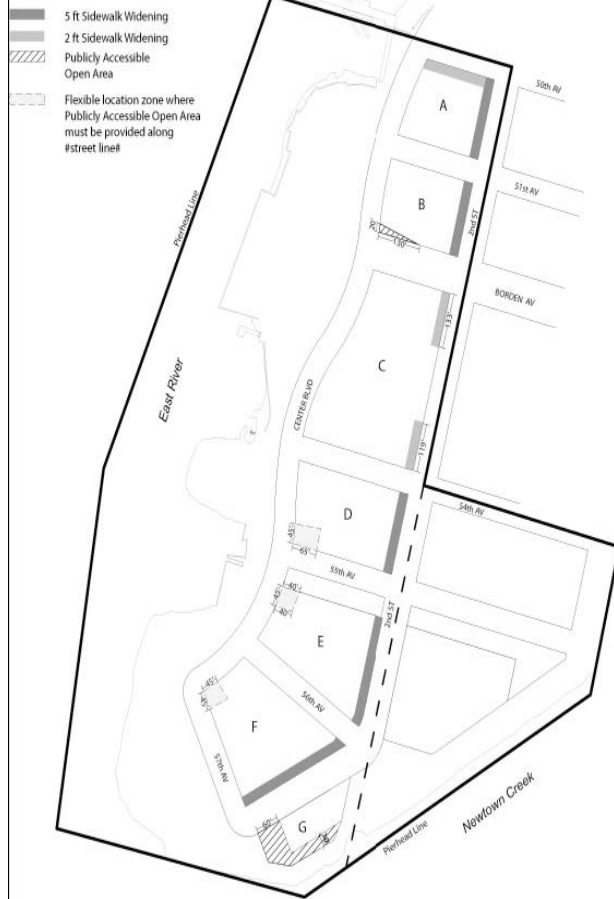 5 ft Sidewalk Widening
2 ft Sidewalk Widening
Publicly Accessible
Open Area
Flexible location zone where
Publicly Accessible Open Area
must be provided along
#street line#
50th AV
A
51st AV
Pierhead Line
B
2nd ST
20'
130'
BORDEN AV
133'
C
East River
CENTER BLVD
119'
54th AV
D
45'
65'
55th AV
45'
40'
40'
2nd ST
E
45'
45'
56th AV
F
57th AV
Newtown Creek
60'
G
Pierhead Line